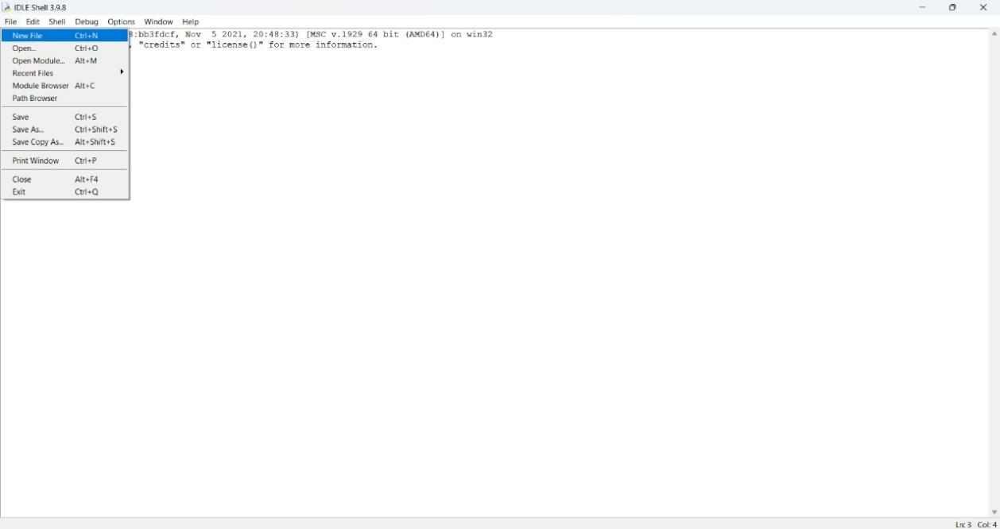 IDLE Shell 3.9.8
File Edit Shell Debug Options Window Help
New File Ctrl+N
Open... Ctrl+O
Open Module... Alt+M
Recent Files
Module Browser Alt+C
Path Browser
Save Ctrl+S
Save As... Ctrl+Shift+S
Save Copy As... Alt+Shift+S
Print Window Ctrl+P
Close Alt+F4
Exit Ctrl+Q
:bb3fdcf, Nov 5 2021, 20:48:33) [MSC v.1929 64 bit (AMD64)] on win32
, "credits" or "license()" for more information.
Ln: 3 Col: 4